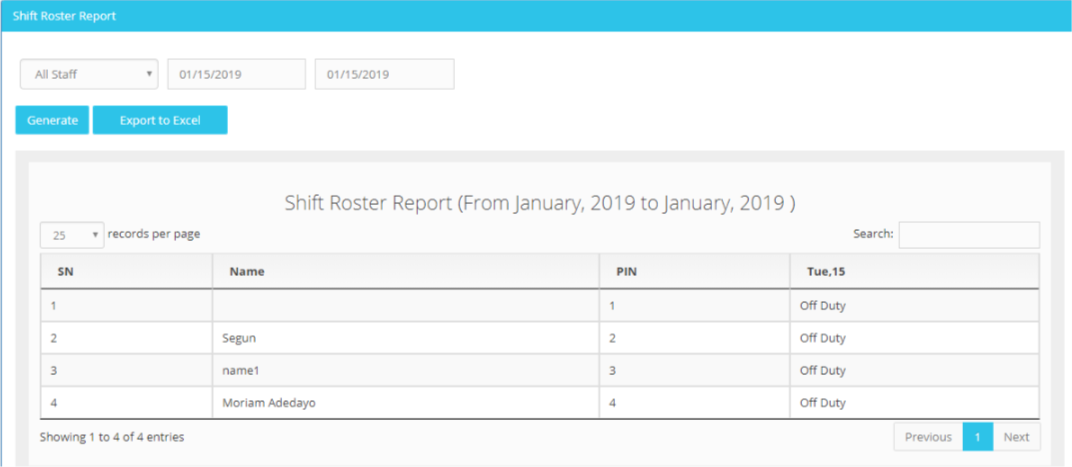 Shift Roster Report
All Staff 01/15/2019 01/15/2019
Generate Export to Excel
Shift Roster Report (From January, 2019 to January, 2019 )
25 records per page Search:
SN Name PIN Tue,15
1 1 Off Duty
2 Segun 2 Off Duty
3 name1 3 Off Duty
4 Moriam Adedayo 4 Off Duty
Showing 1 to 4 of 4 entries Previous 1 Next